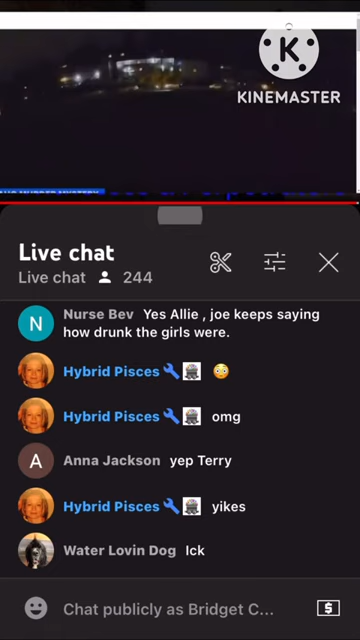 K
KINEMASTER
MURDER MYSTERY
Live chat
Live chat 244
N Nurse Bev Yes Allie , joe keeps saying
how drunk the girls were.
Hybrid Pisces 😳
Hybrid Pisces omg
A Anna Jackson yep Terry
Hybrid Pisces yikes
Water Lovin Dog Ick
Chat publicly as Bridget C...
$